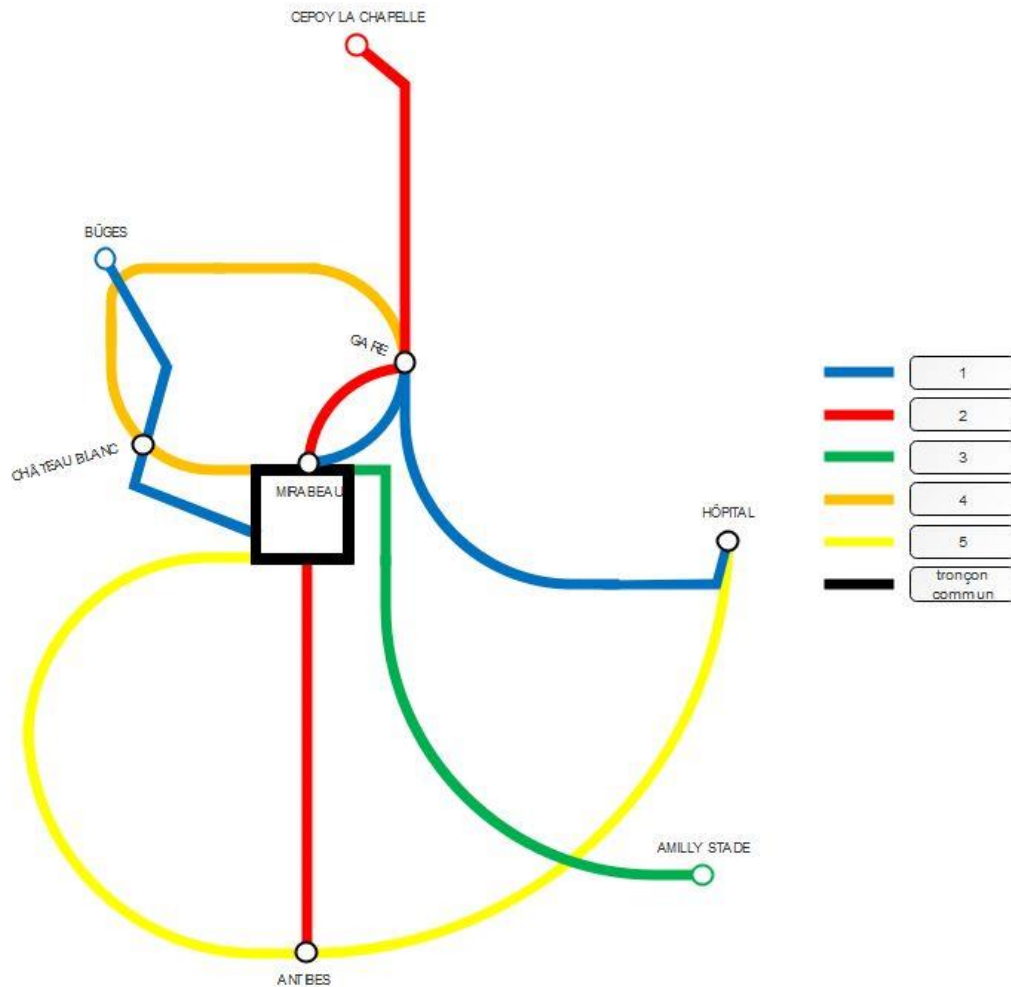 CEPOY LA CHAPELLE
BÛGES
GARE
CHÂTEAU BLANC
MIRABEAU
HÔPITAL
1
2
3
4
5
tronçon
commun
AMILLY STADE
ANTIBES